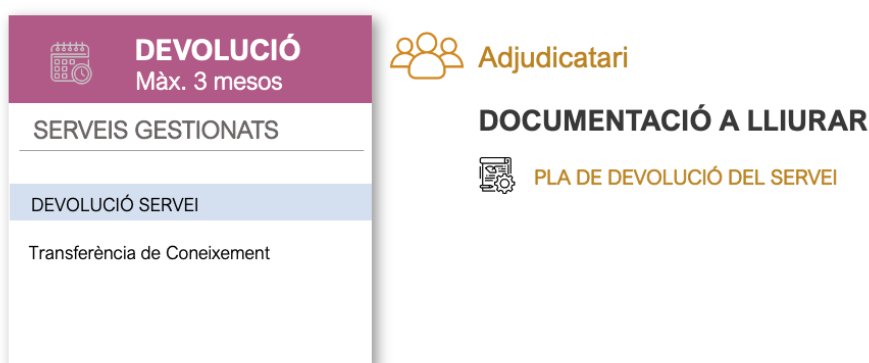 DEVOLUCIÓ
Màx. 3 mesos
SERVEIS GESTIONATS
DEVOLUCIÓ SERVEI
Transferència de Coneixement
Adjudicatari
DOCUMENTACIÓ A LLIURAR
PLA DE DEVOLUCIÓ DEL SERVEI